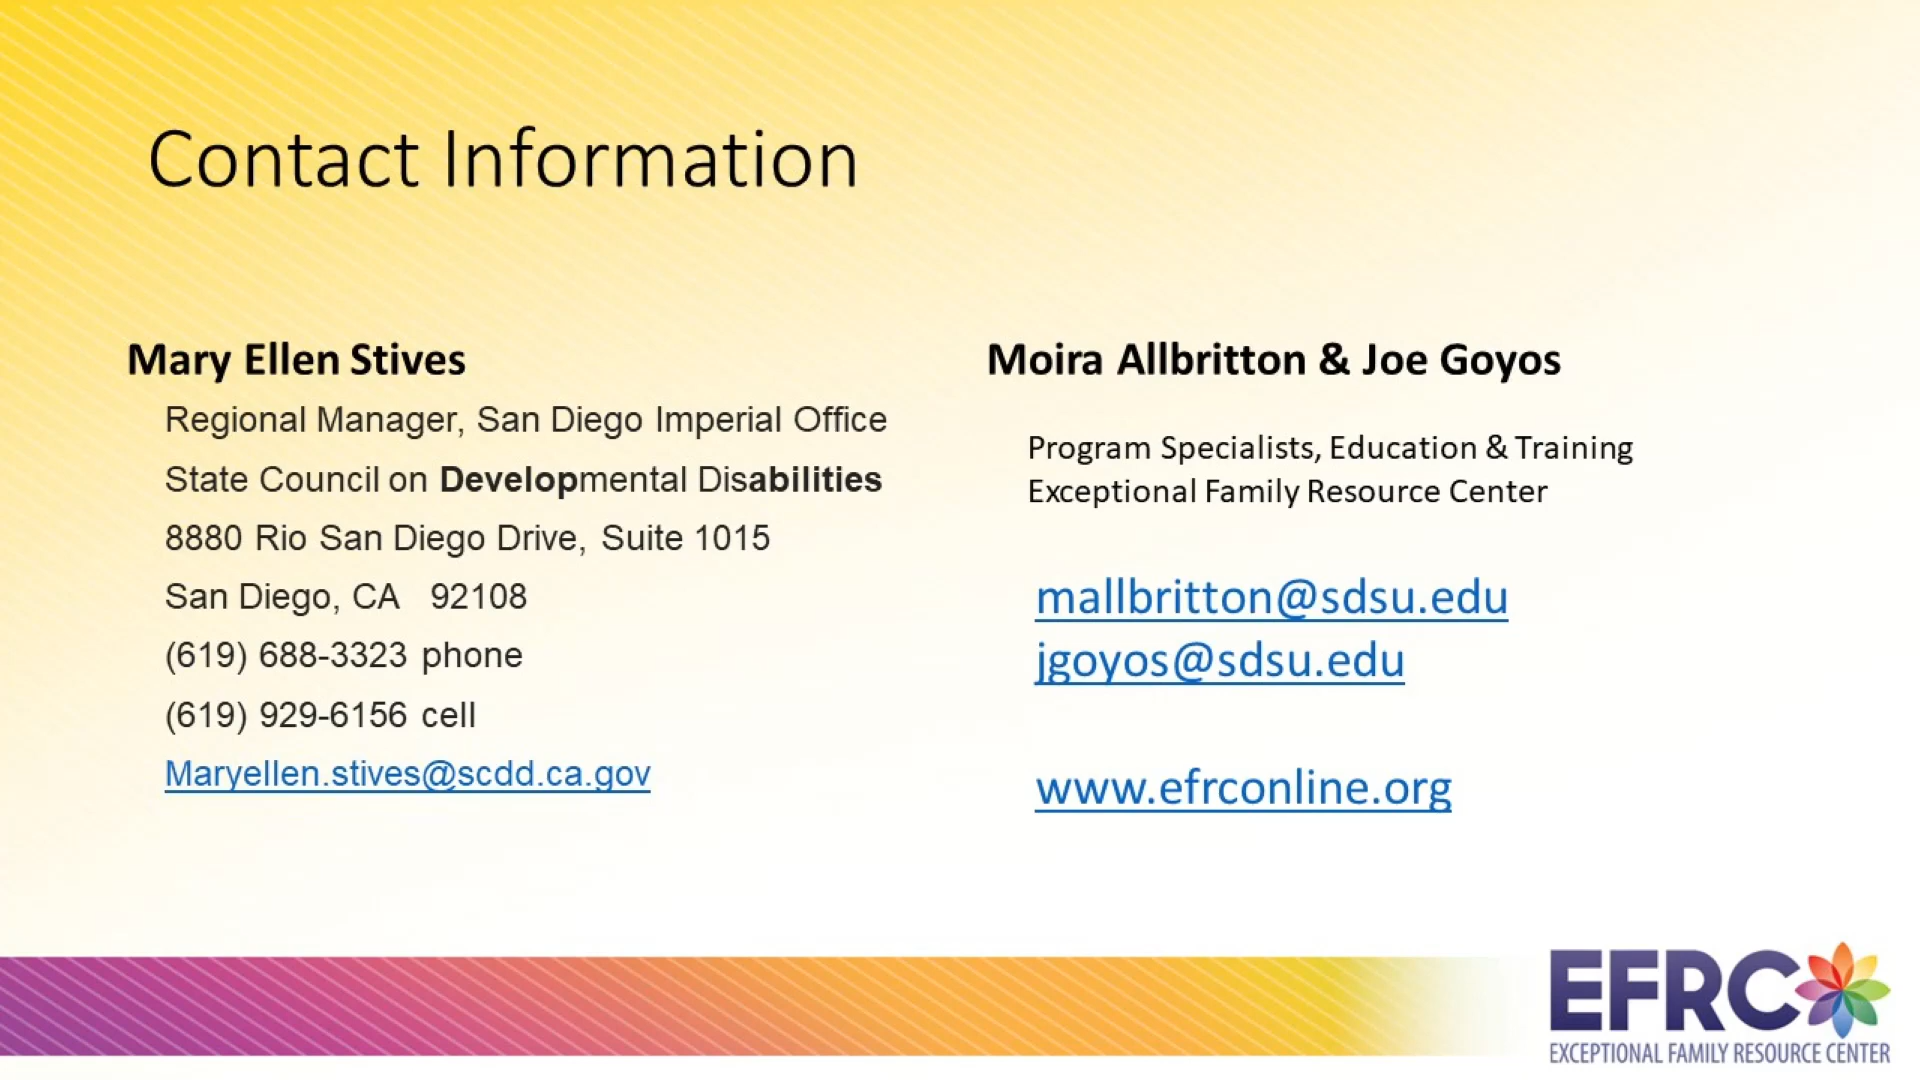 Contact Information
Mary Ellen Stives
Regional Manager, San Diego Imperial Office
State Council on Developmental Disabilities
8880 Rio San Diego Drive, Suite 1015
San Diego, CA 92108
(619) 688-3323 phone
(619) 929-6156 cell
Maryellen.stives@scdd.ca.gov
Moira Allbritton & Joe Goyos
Program Specialists, Education & Training
Exceptional Family Resource Center
mallbritton@sdsu.edu
jgoyos@sdsu.edu
www.efrconline.org
EFRC
EXCEPTIONAL FAMILY RESOURCE CENTER